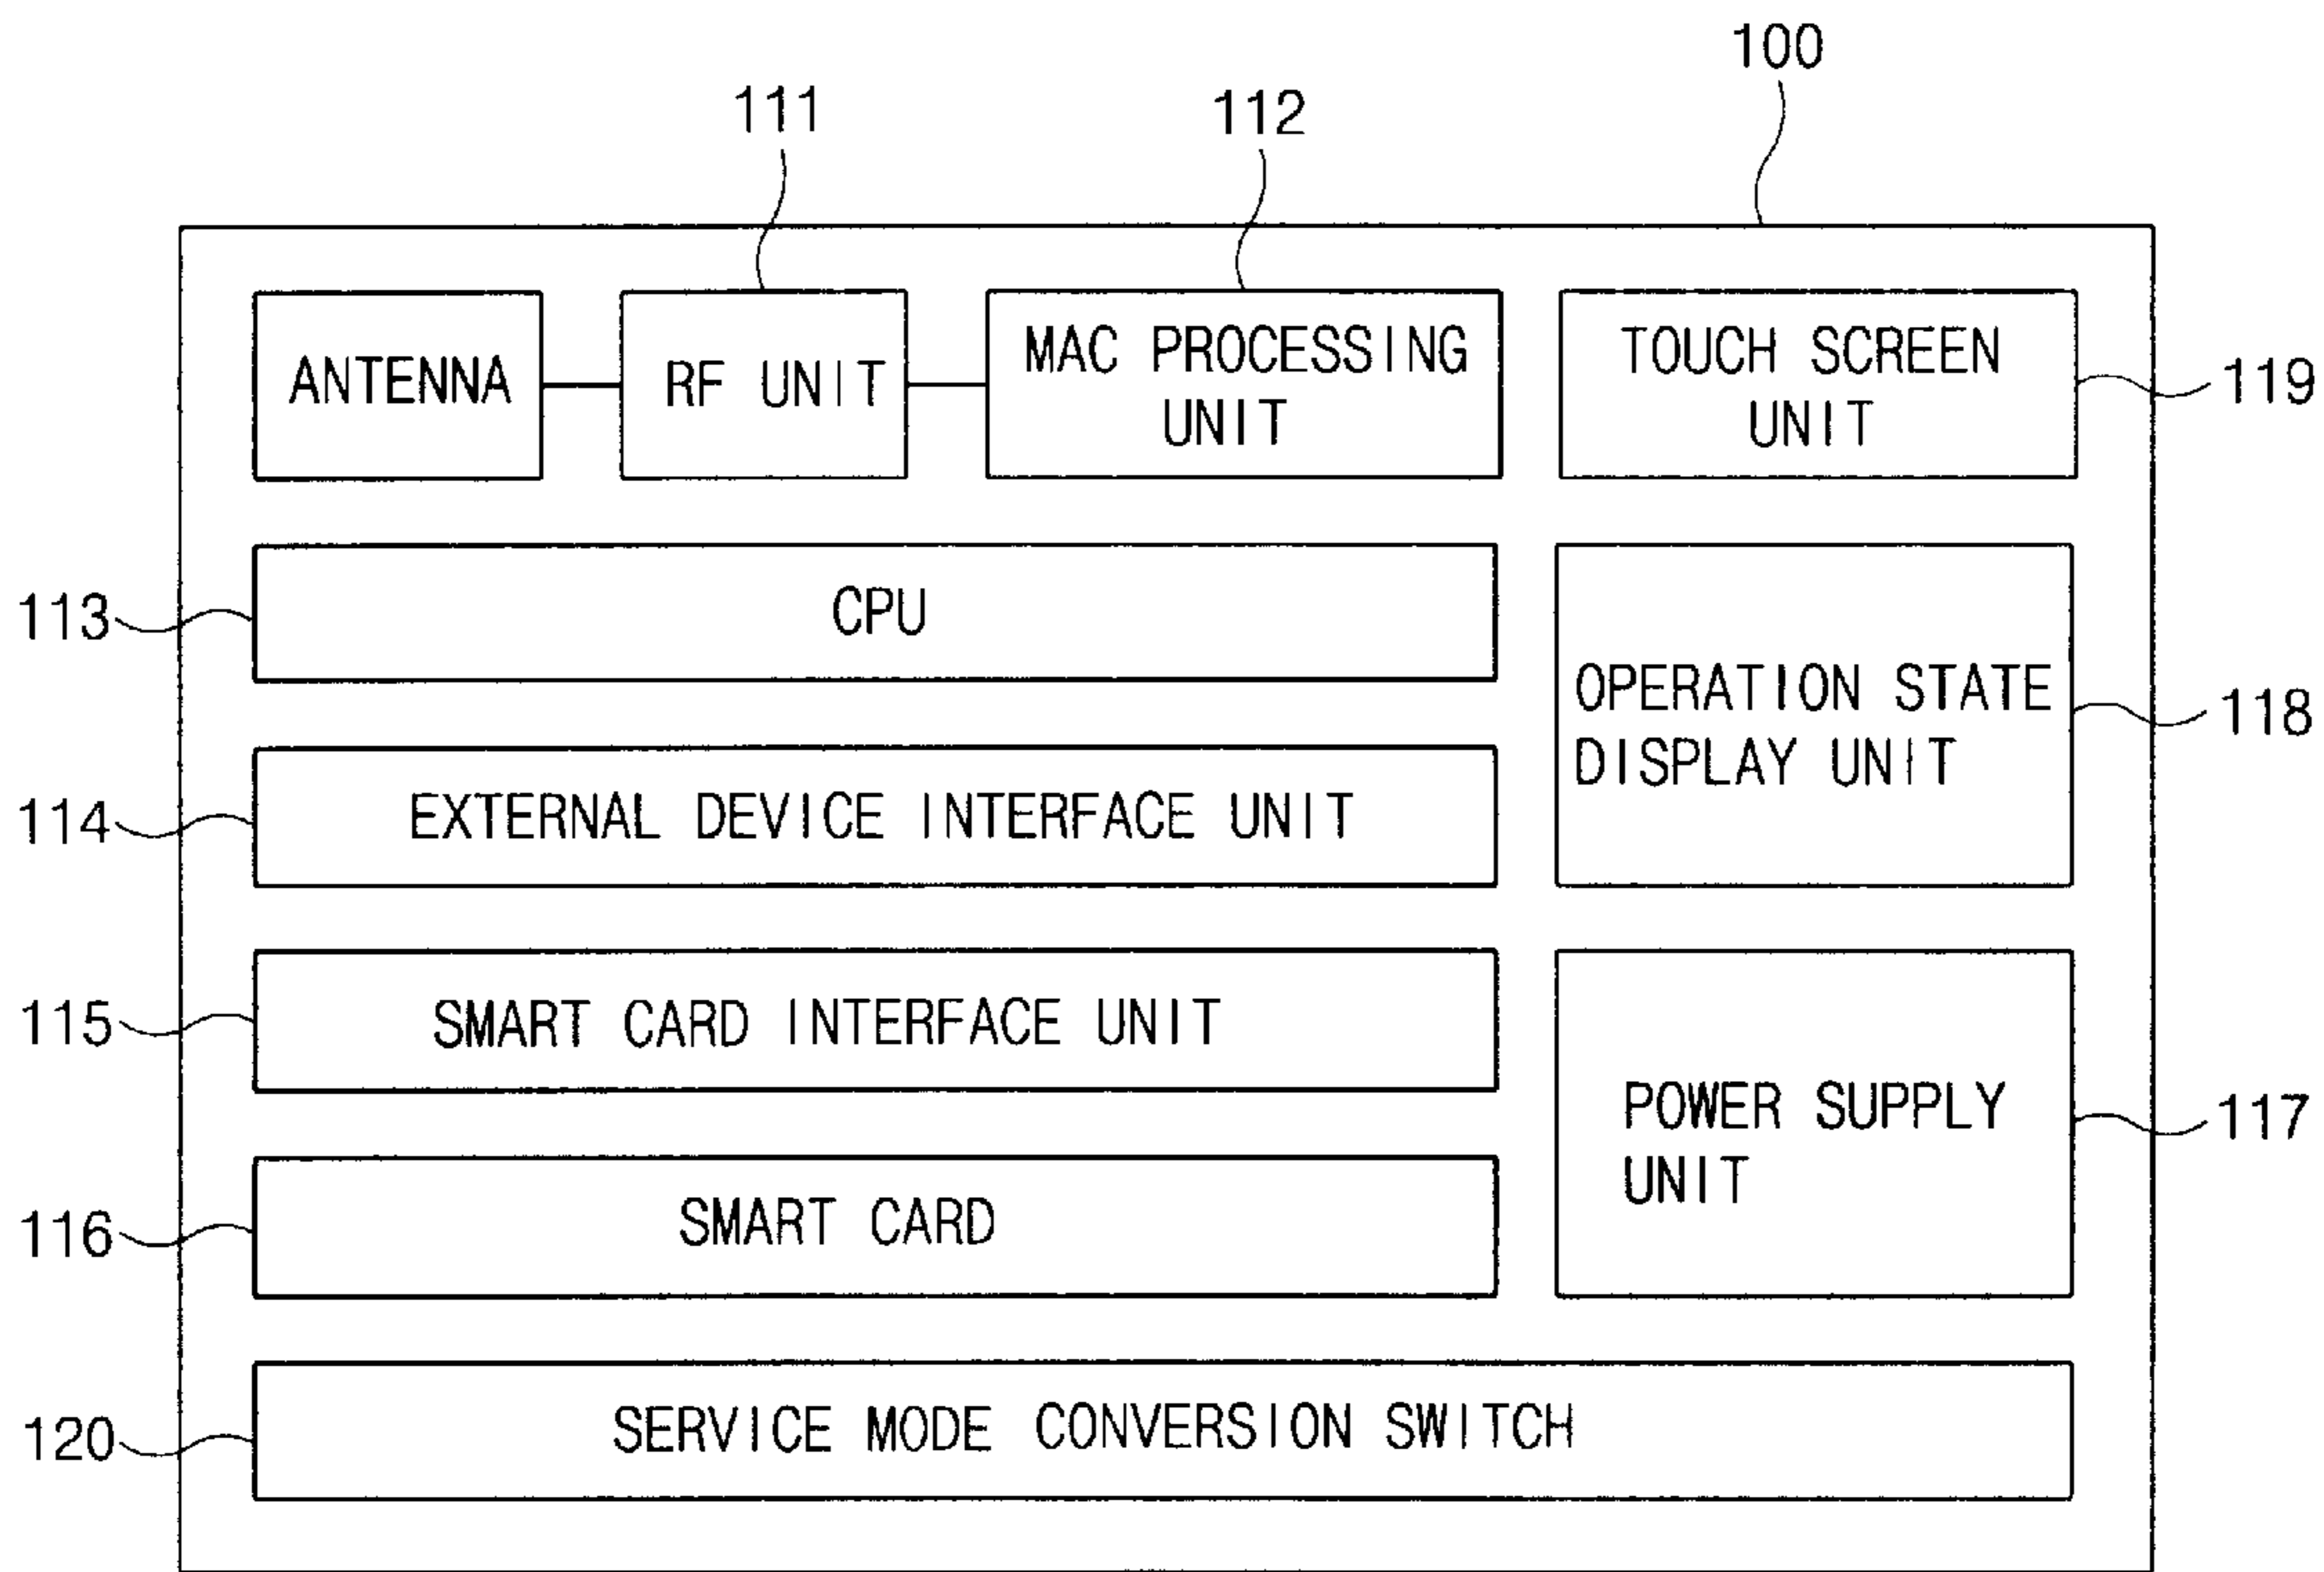 100
111
112
ANTENNA
RF UNIT
MAC PROCESSING
UNIT
TOUCH SCREEN
UNIT
119
113
CPU
OPERATION STATE
DISPLAY UNIT
118
114
EXTERNAL DEVICE INTERFACE UNIT
115
SMART CARD INTERFACE UNIT
POWER SUPPLY
UNIT
117
116
SMART CARD
120
SERVICE MODE CONVERSION SWITCH